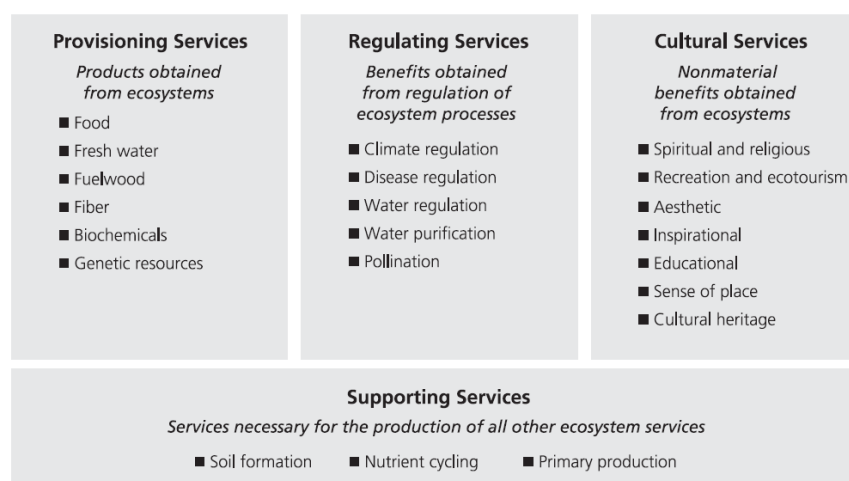 Provisioning Services
Products obtained
from ecosystems
■ Food
■ Fresh water
■ Fuelwood
■ Fiber
■ Biochemicals
■ Genetic resources
Regulating Services
Benefits obtained
from regulation of
ecosystem processes
■ Climate regulation
■ Disease regulation
■ Water regulation
■ Water purification
■ Pollination
Cultural Services
Nonmaterial
benefits obtained
from ecosystems
■ Spiritual and religious
■ Recreation and ecotourism
■ Aesthetic
■ Inspirational
■ Educational
■ Sense of place
■ Cultural heritage
Supporting Services
Services necessary for the production of all other ecosystem services
■ Soil formation ■ Nutrient cycling ■ Primary production